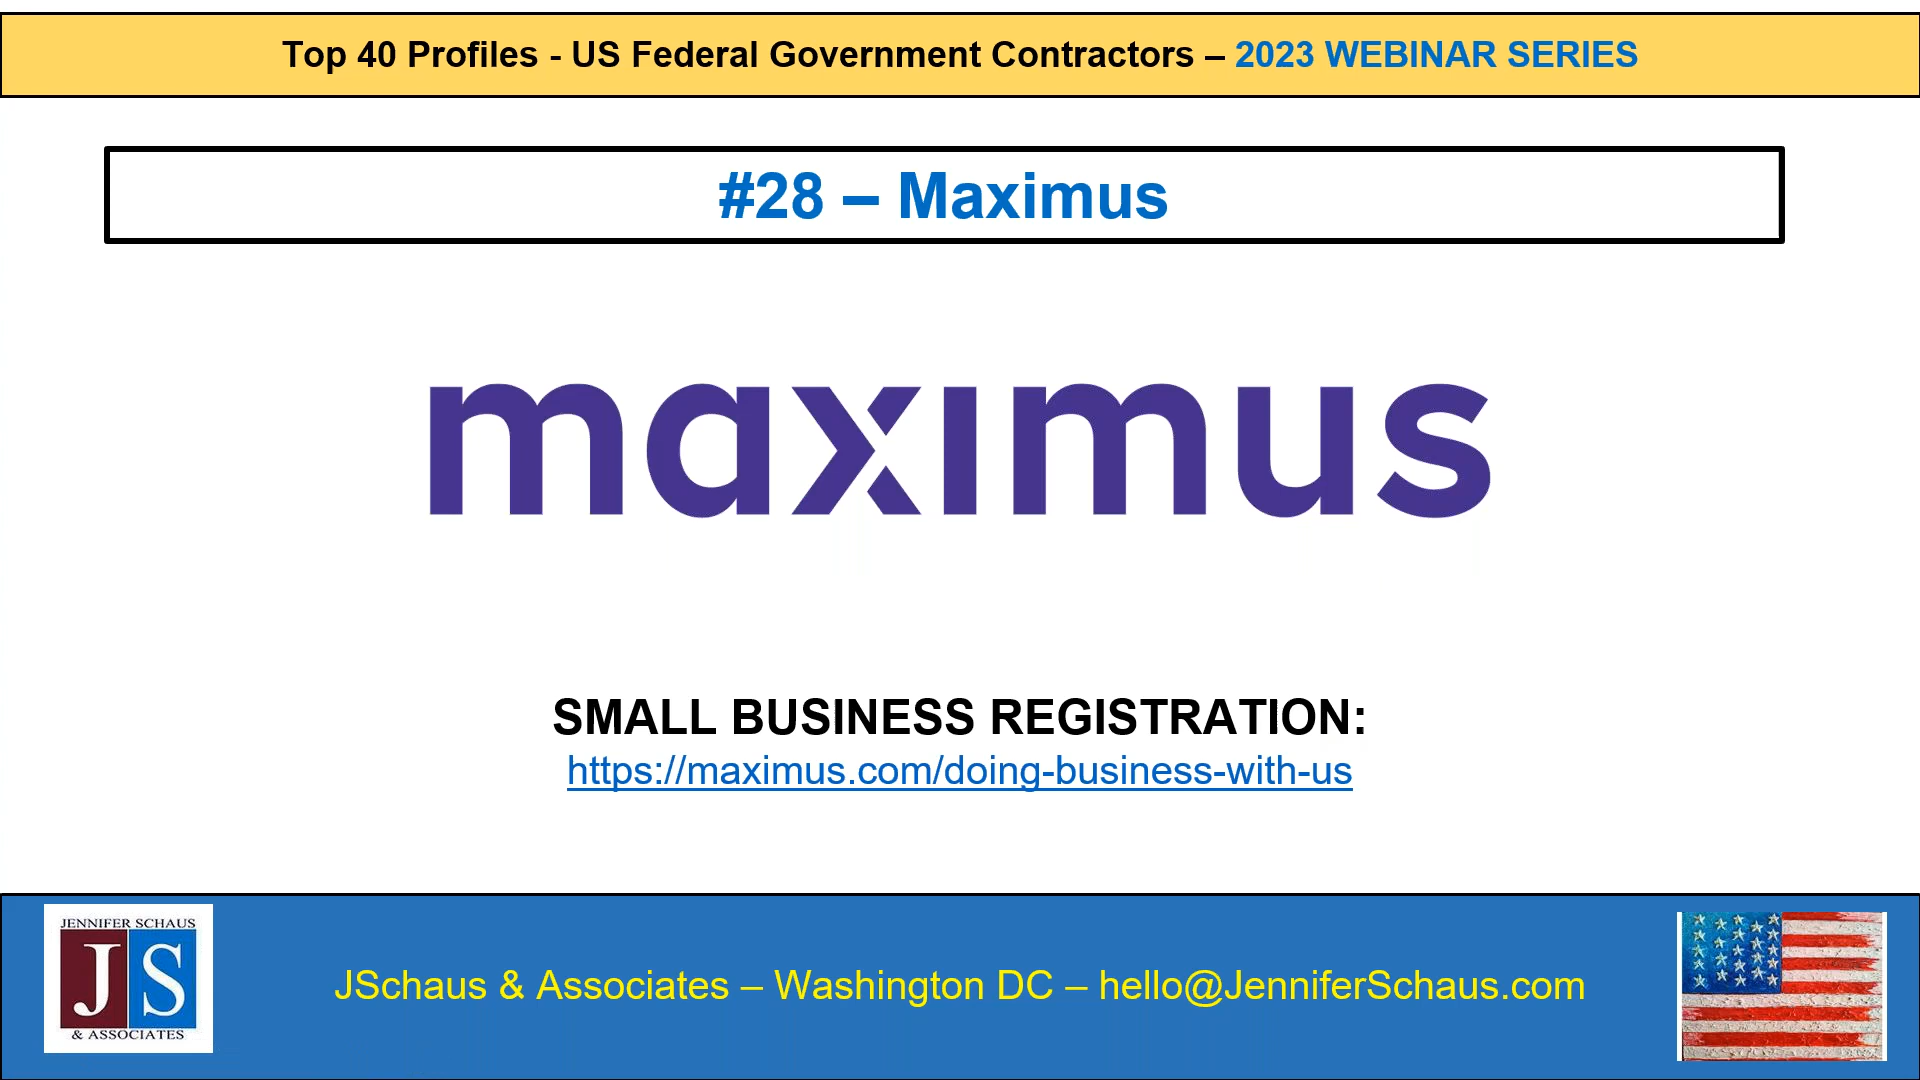 Top 40 Profiles - US Federal Government Contractors – 2023 WEBINAR SERIES
#28 – Maximus
maximus
SMALL BUSINESS REGISTRATION:
https://maximus.com/doing-business-with-us
JENNIFER SCHAUS
JS
& ASSOCIATES
JSchaus & Associates – Washington DC – hello@JenniferSchaus.com